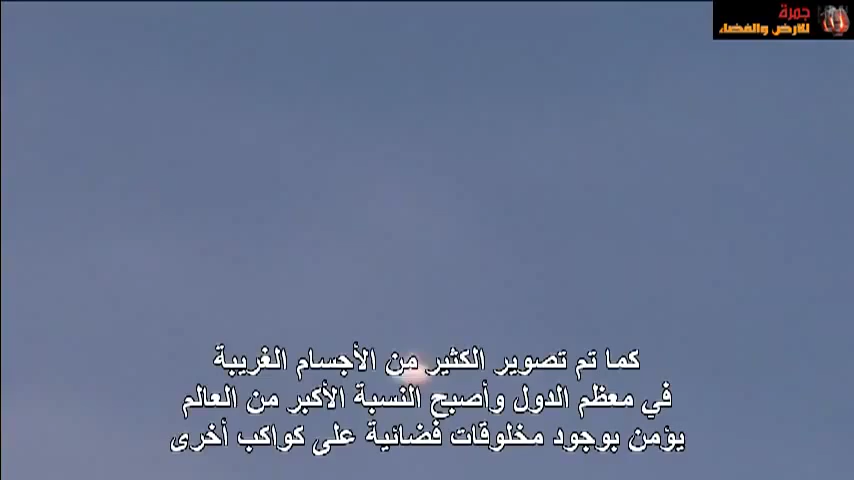 جمرة
للارض والفضاء
كما تم تصوير الكثير من الأجسام الغريبة
في معظم الدول وأصبح النسبة الأكبر من العالم
يؤمن بوجود مخلوقات فضائية على كواكب أخرى